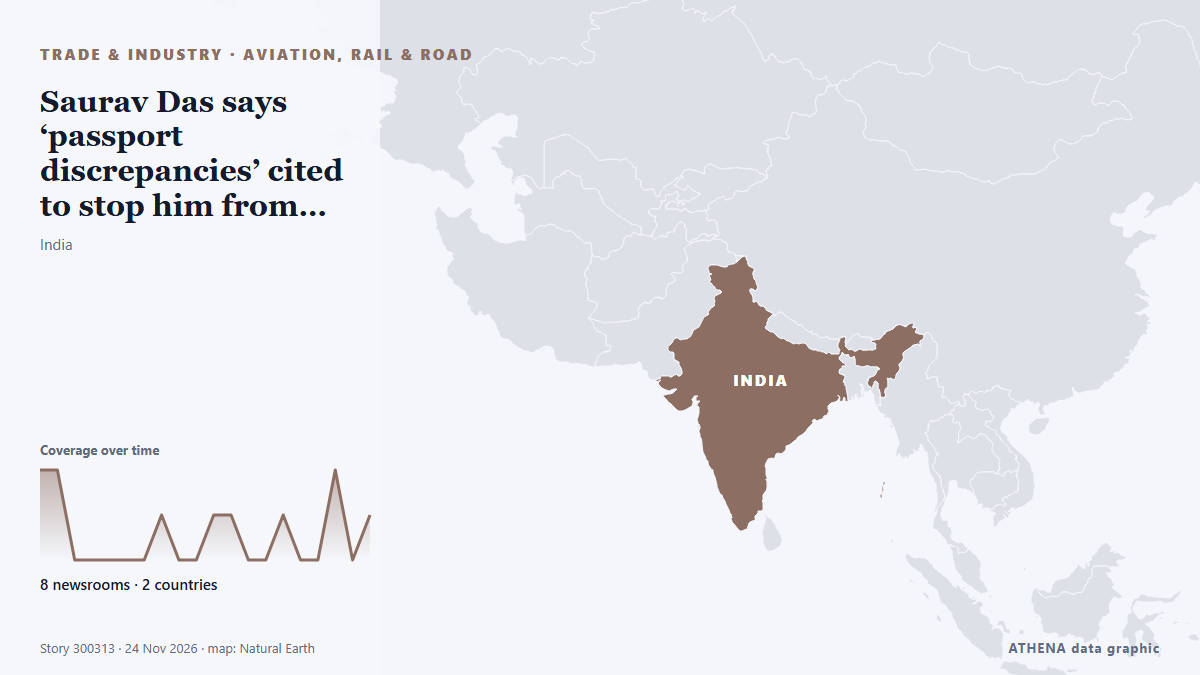 TRADE & INDUSTRY · AVIATION, RAIL & ROAD
Saurav Das says
‘passport
discrepancies’ cited
to stop him from...
India
INDIA
Coverage over time
8 newsrooms · 2 countries
Story 300313 · 24 Nov 2026 · map: Natural Earth
ATHENA data graphic